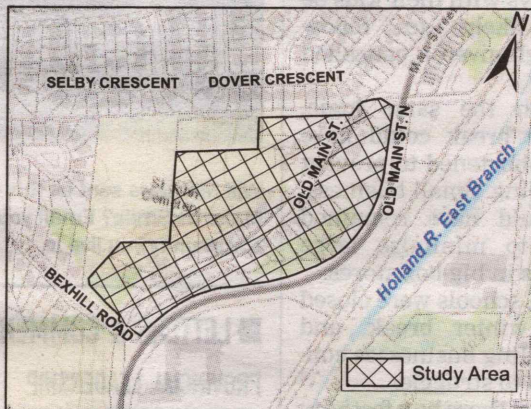 N
Main Street
SELBY CRESCENT
DOVER CRESCENT
OLD MAIN ST.
OLD MAIN ST. N
Holland R. East Branch
BEXHILL ROAD
Study Area